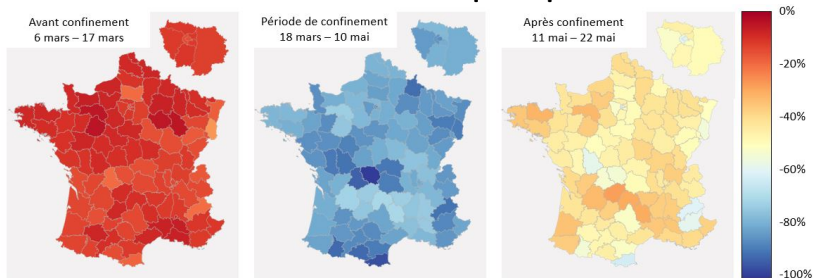 Avant confinement
6 mars – 17 mars
Période de confinement
18 mars – 10 mai
Après confinement
11 mai – 22 mai
0%
-20%
-40%
-60%
-80%
-100%